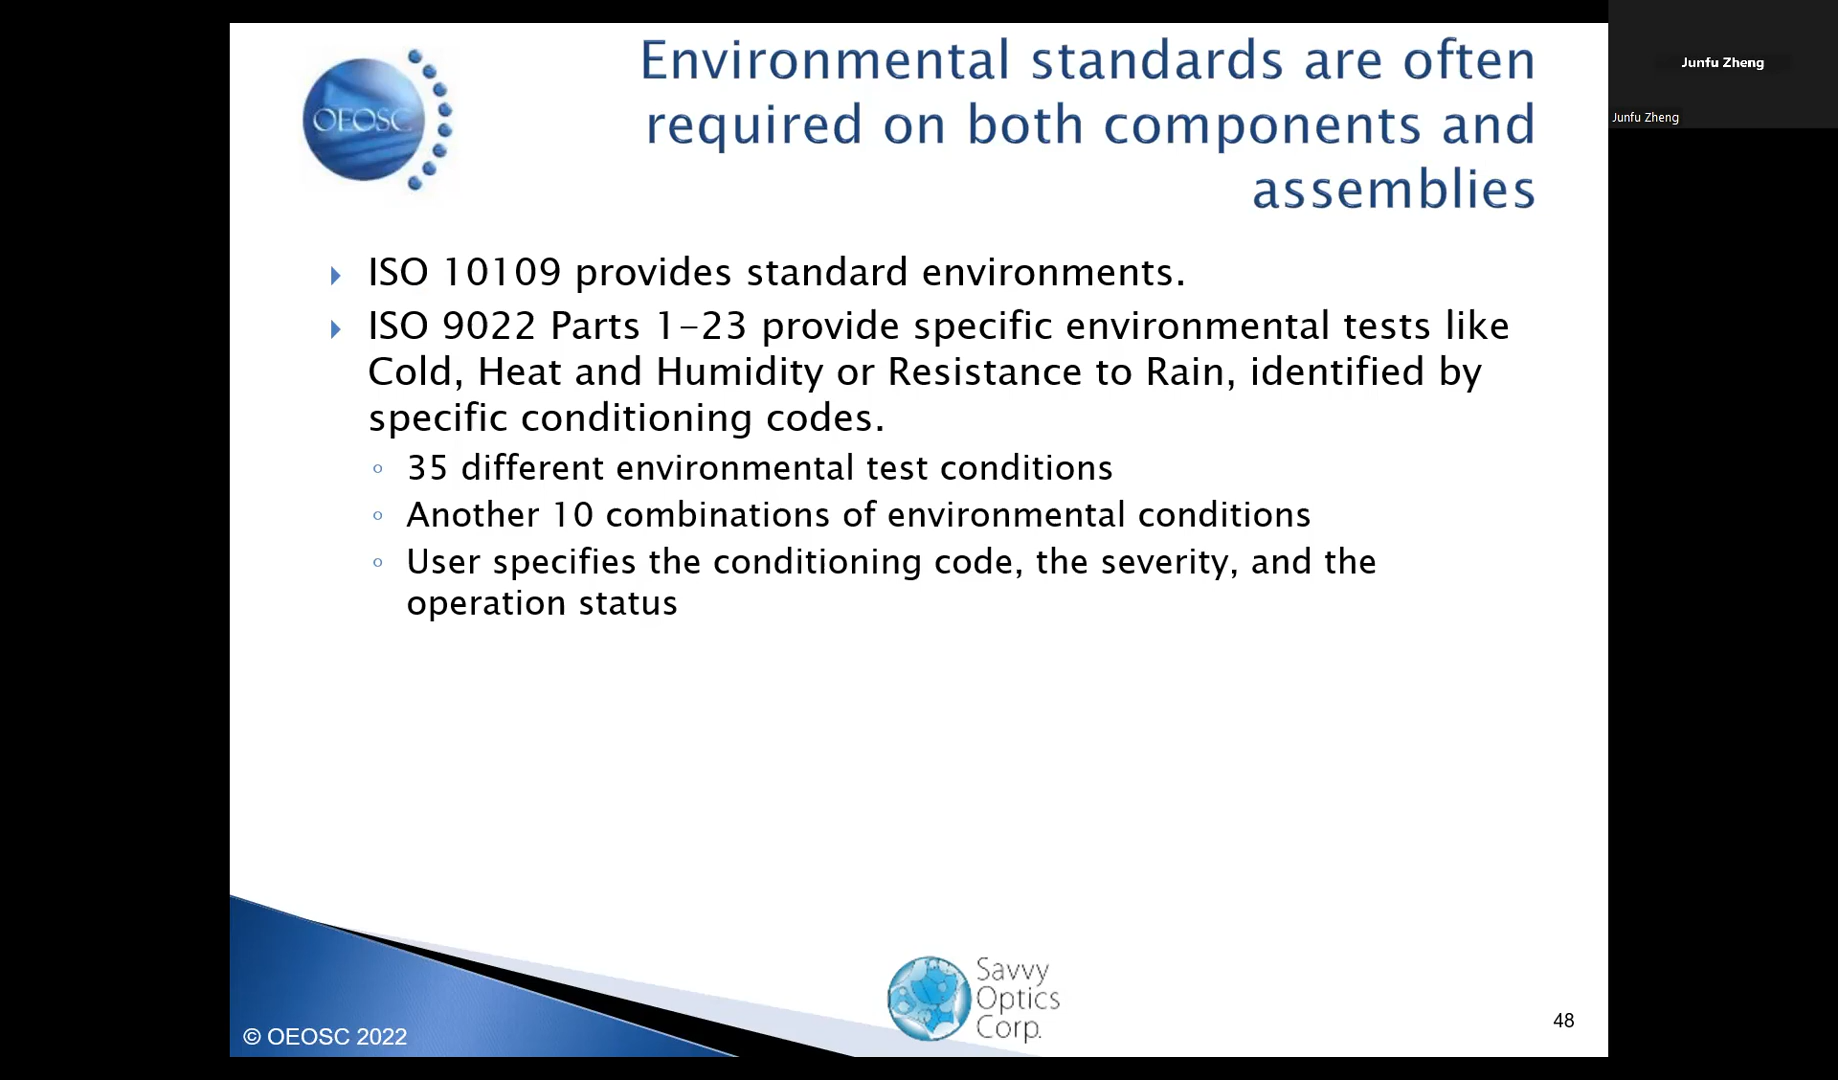 OEOSC
Environmental standards are often
required on both components and
assemblies
ISO 10109 provides standard environments.
ISO 9022 Parts 1-23 provide specific environmental tests like
Cold, Heat and Humidity or Resistance to Rain, identified by
specific conditioning codes.
35 different environmental test conditions
Another 10 combinations of environmental conditions
User specifies the conditioning code, the severity, and the
operation status
Savvy
Optics
Corp.
© OEOSC 2022
48
Junfu Zheng
Junfu Zheng